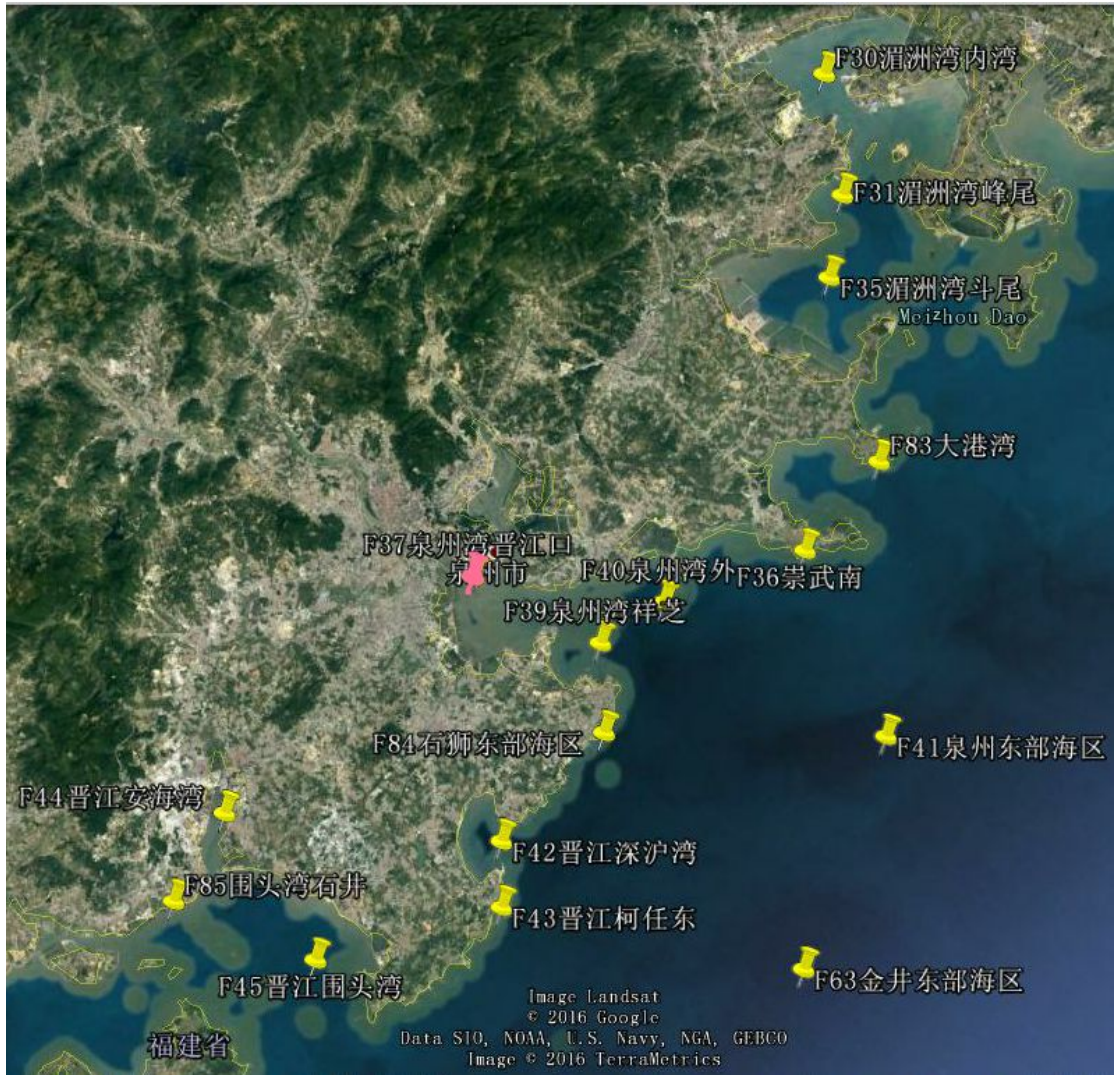 F30湄洲湾内湾
F31湄洲湾峰尾
F35湄洲湾斗尾
Meizhou Dao
F83大港湾
F37泉州湾晋江口
泉州市
F40泉州湾外
F36崇武南
F39泉州湾祥芝
F84石狮东部海区
F41泉州东部海区
F44晋江安海湾
F42晋江深沪湾
F85围头湾石井
F43晋江柯任东
F45晋江围头湾
F63金井东部海区
Image Landsat
© 2016 Google
福建省
Data SIO, NOAA, U.S. Navy, NGA, GEBCO
Image © 2016 TerraMetrics